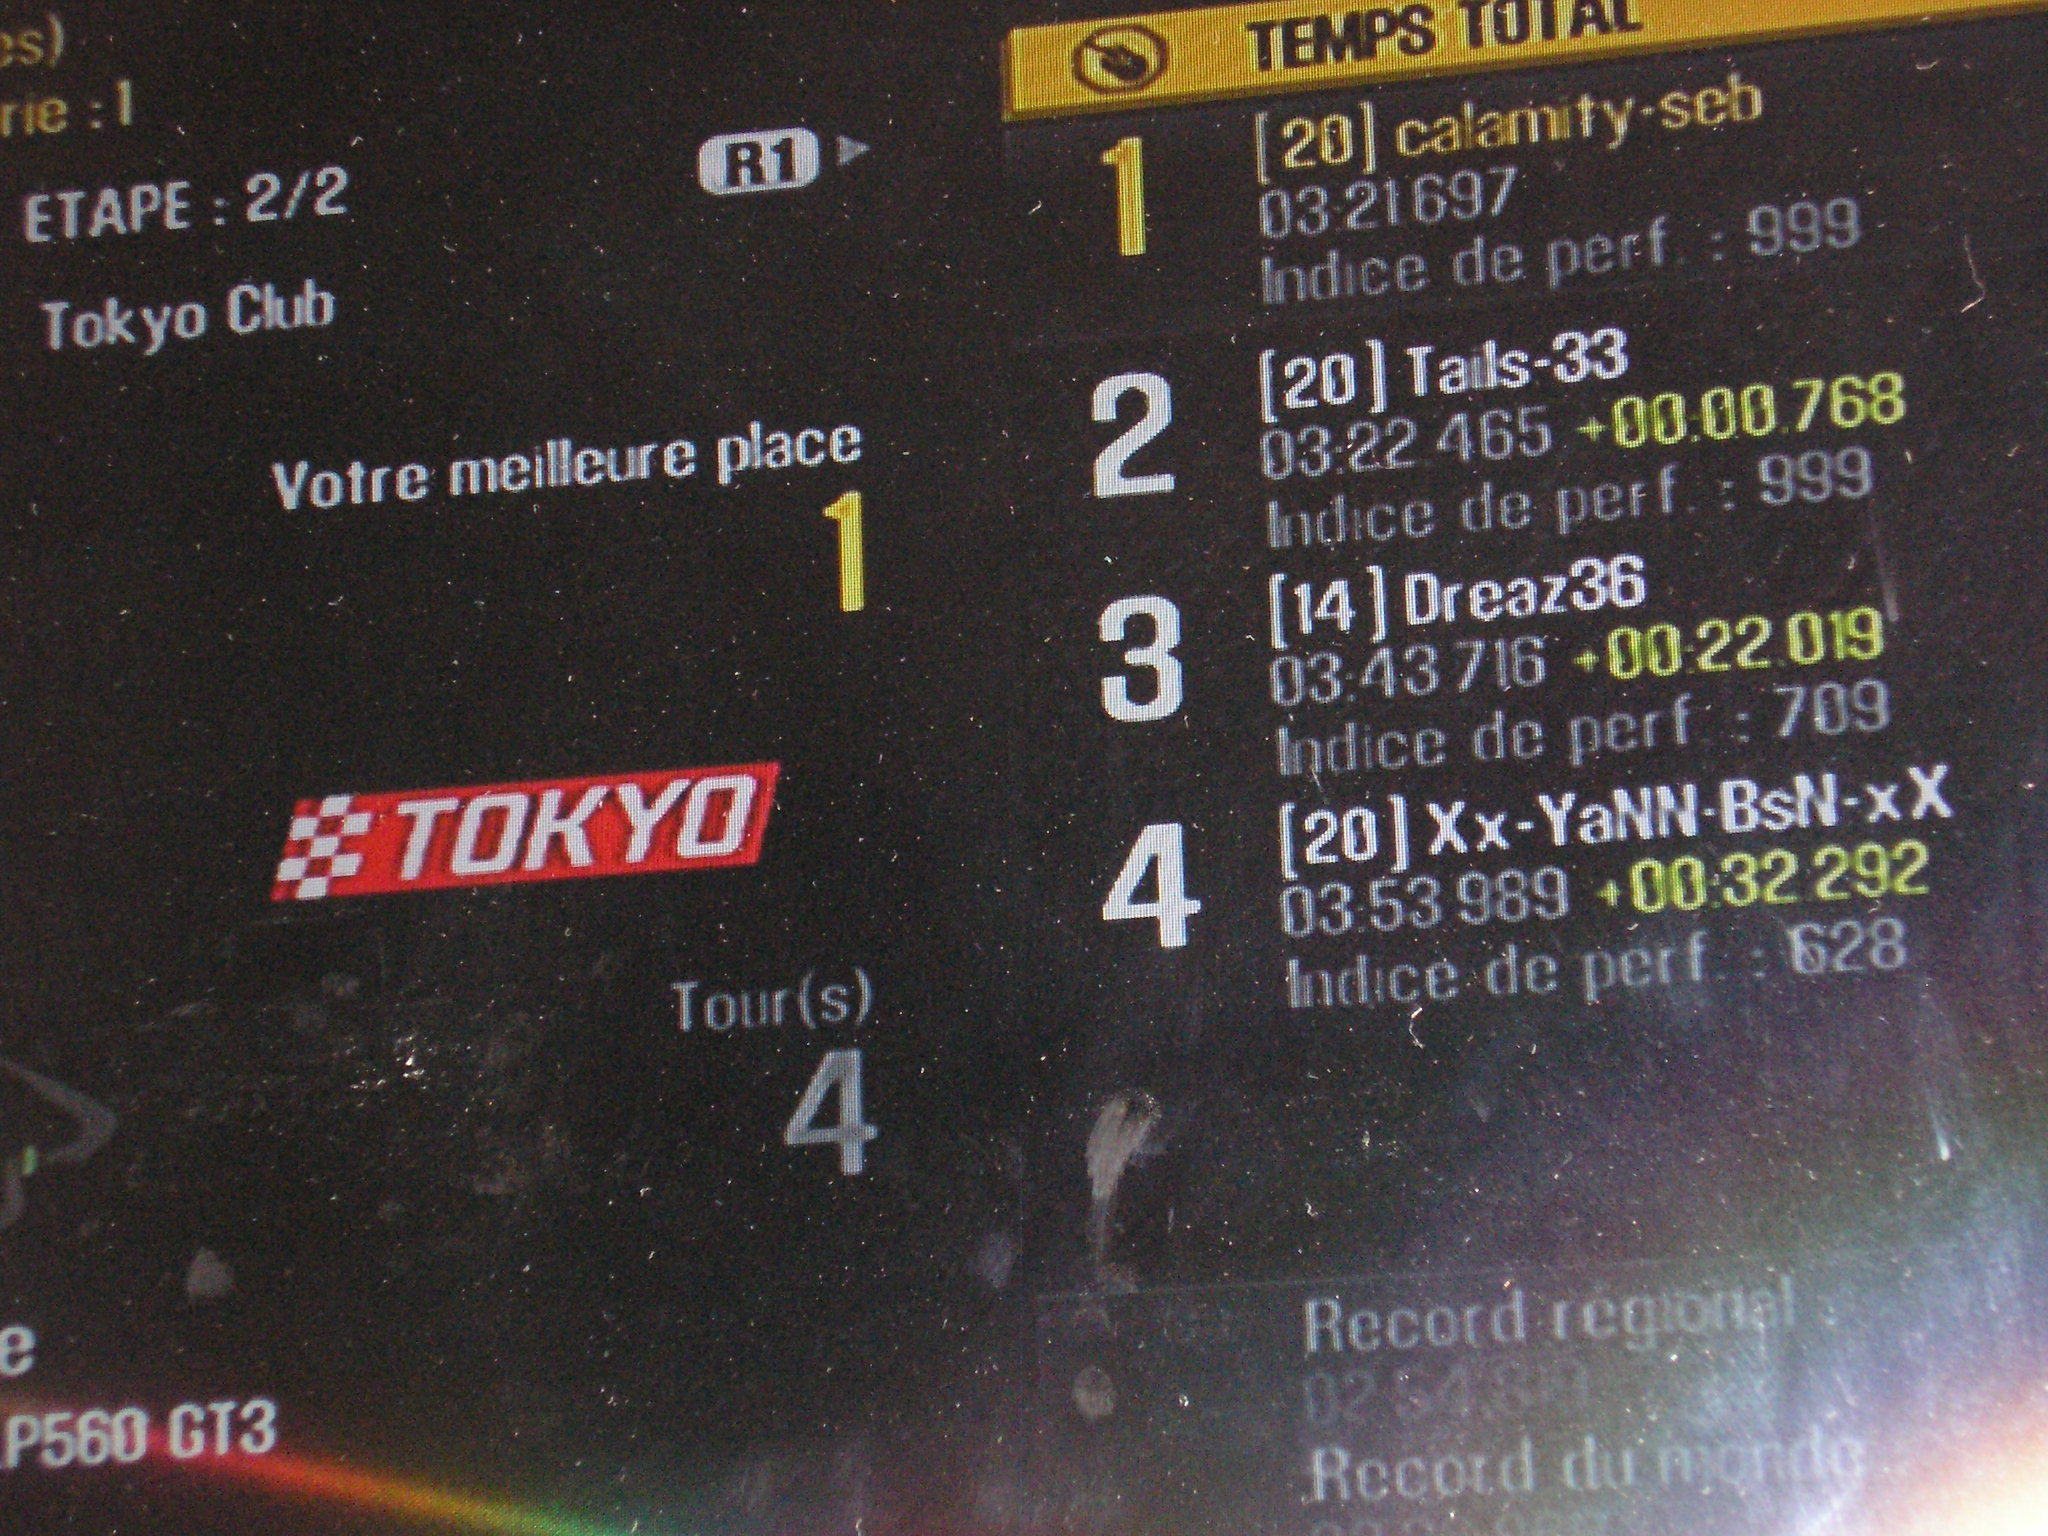 es)
rie : 1
ETAPE : 2/2
R1
Tokyo Club
Votre meilleure place
1
TOKYO
Tour(s)
4
e
LP560 GT3
TEMPS TOTAL
1
[20] calamity-seb
03:21.697
Indice de perf. : 999
2
[20] Tails-33
03:22.465 +00:00.768
Indice de perf. : 999
3
[14] Dreaz36
03:43.716 +00:22.019
Indice de perf. : 709
4
[20] Xx-YaNN-BsN-xX
03:53.989 +00:32.292
Indice de perf. : 628
Record regional :
Record du monde